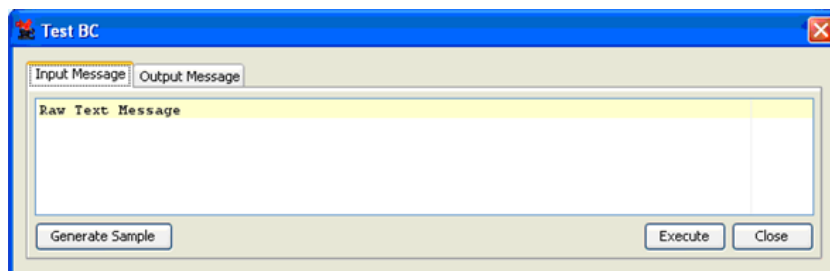 Test BC
Input Message Output Message
Raw Text Message
Generate Sample Execute Close